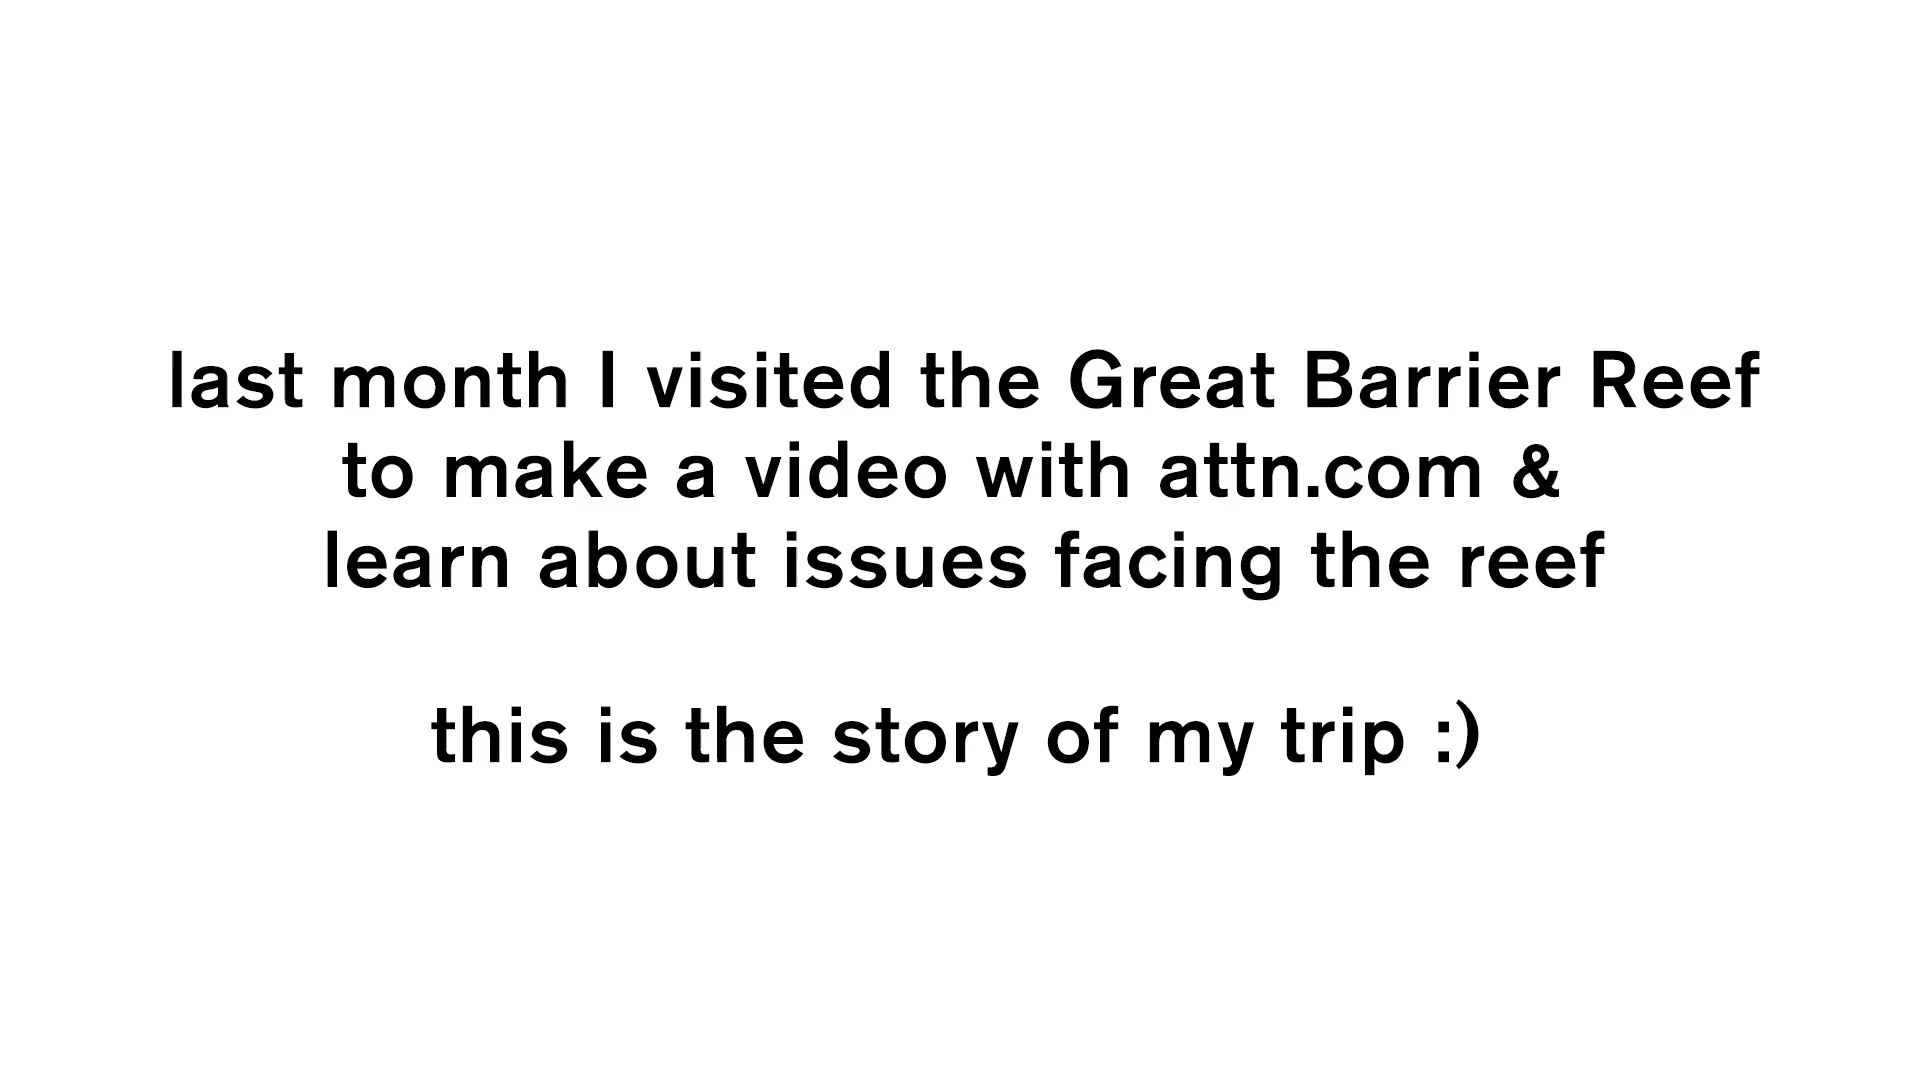 last month I visited the Great Barrier Reef
to make a video with attn.com &
learn about issues facing the reef
this is the story of my trip :)